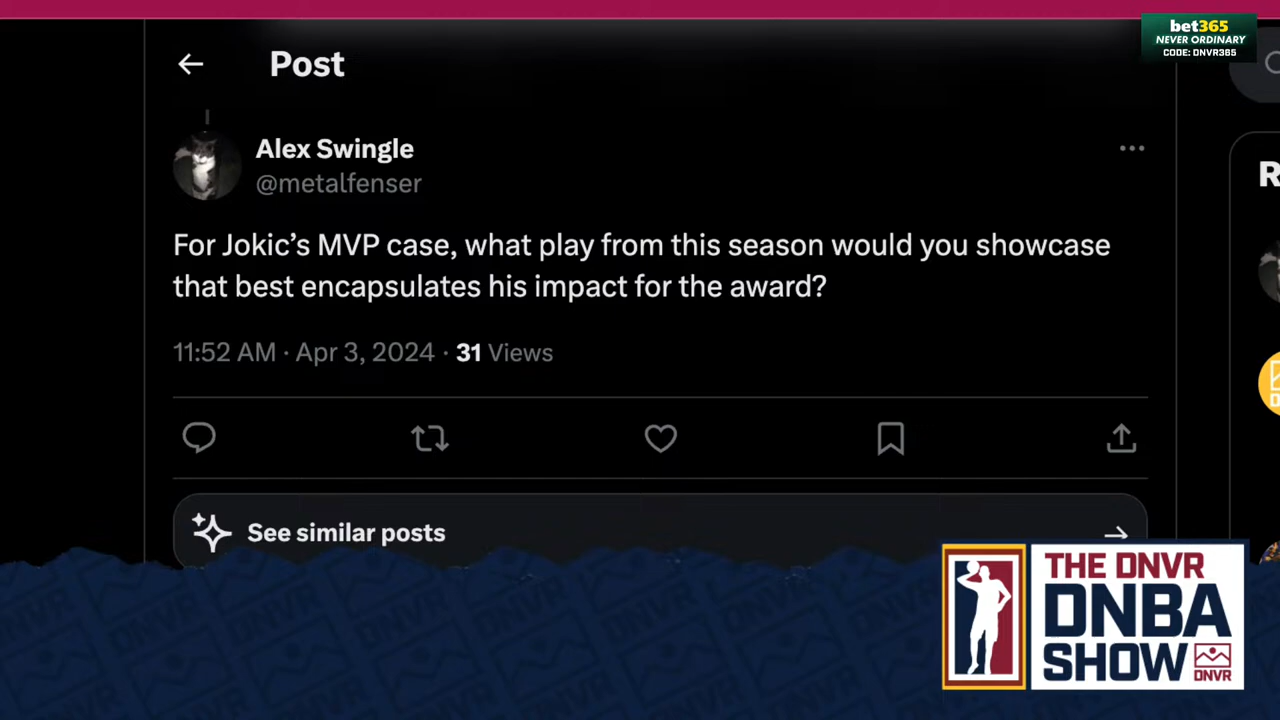 bet365
NEVER ORDINARY
CODE: DNVR365
Post
Alex Swingle
@metalfenser
For Jokic’s MVP case, what play from this season would you showcase
that best encapsulates his impact for the award?
11:52 AM · Apr 3, 2024 · 31 Views
See similar posts
THE DNVR
DNBA
SHOW
DNVR